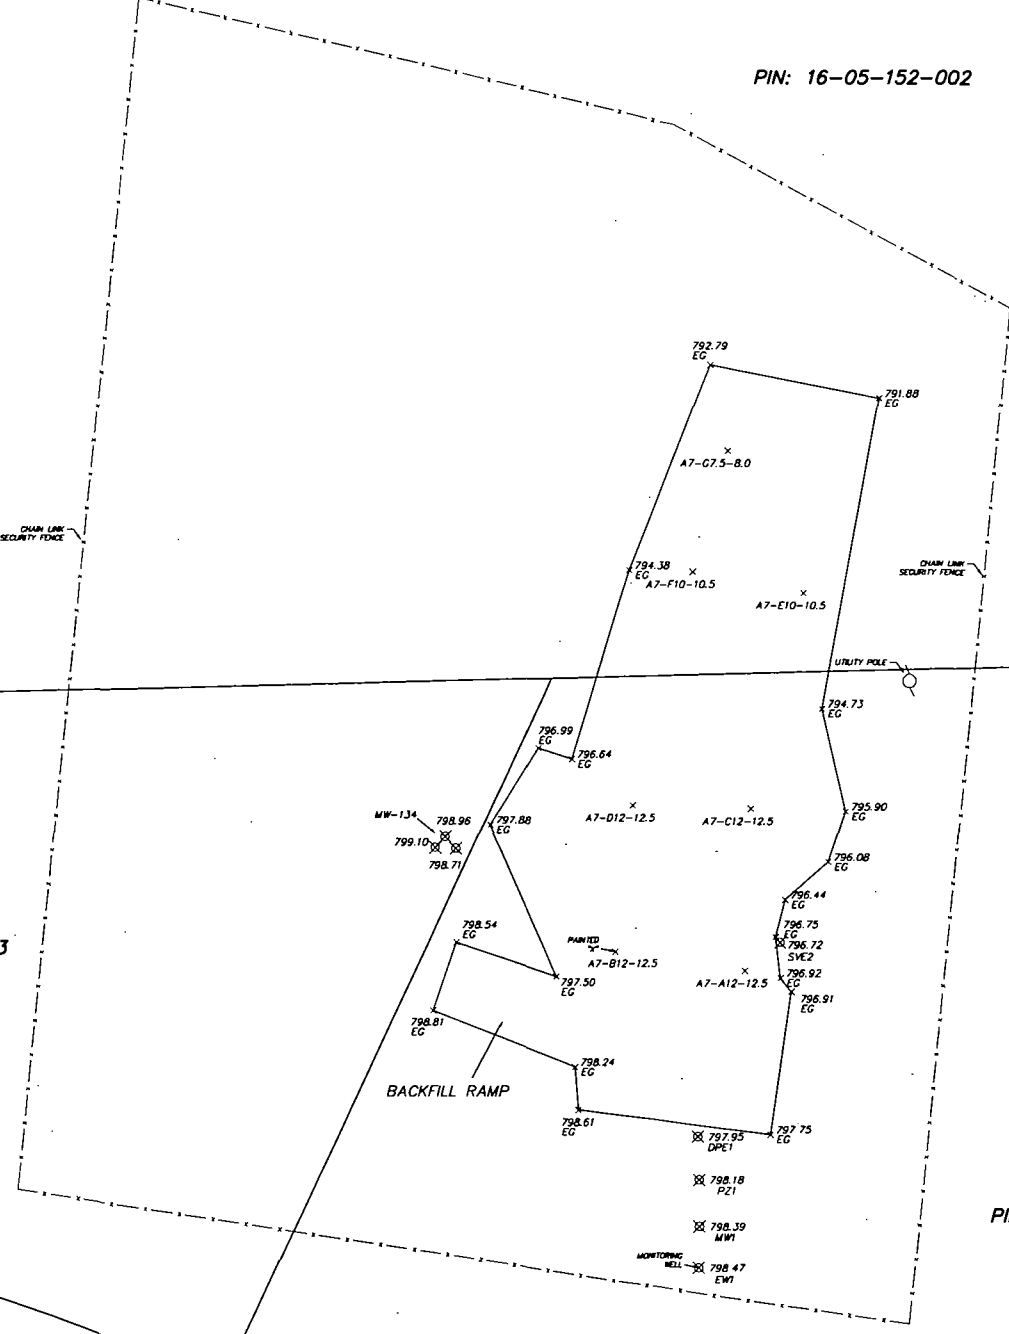 PIN: 16-05-152-002
792.79
EG
791.88
EG
A7-G7.5-8.0
CHAIN LINK
SECURITY FENCE
794.38
EG
A7-F10-10.5
CHAIN LINK
SECURITY FENCE
A7-E10-10.5
UTILITY POLE
794.73
EG
796.99
EG
796.64
EG
MW-134
798.96
799.10
798.71
797.88
EG
A7-D12-12.5
A7-C12-12.5
795.90
EG
796.08
EG
796.44
EG
798.54
EG
PAINTED
"X"
A7-B12-12.5
796.75
EG
796.72
SVE2
3
797.50
EG
A7-A12-12.5
796.92
EG
796.91
EG
798.81
EG
798.24
EG
BACKFILL RAMP
798.61
EG
797.75
EG
797.95
DPE1
798.18
PZ1
PI
798.39
MW1
MONITORING
WELL
798.47
EW1